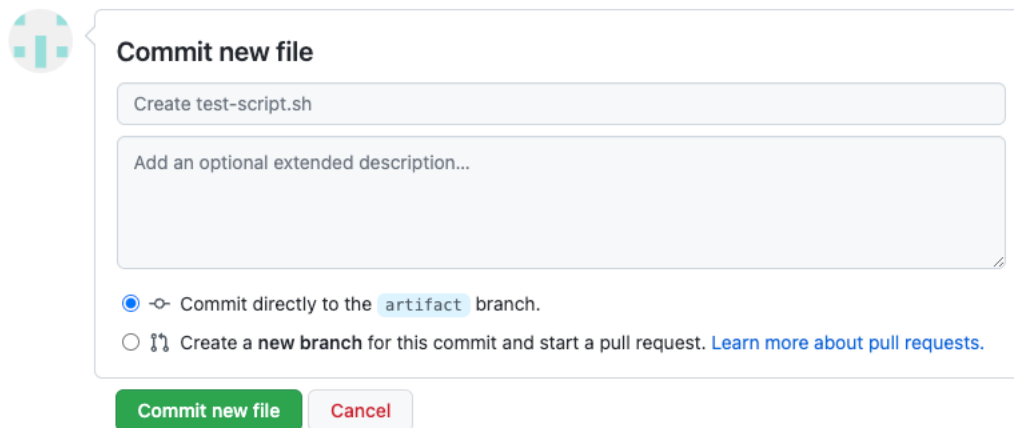 Commit new file
Create test-script.sh
Add an optional extended description...
Commit directly to the artifact branch.
Create a new branch for this commit and start a pull request. Learn more about pull requests.
Commit new file Cancel